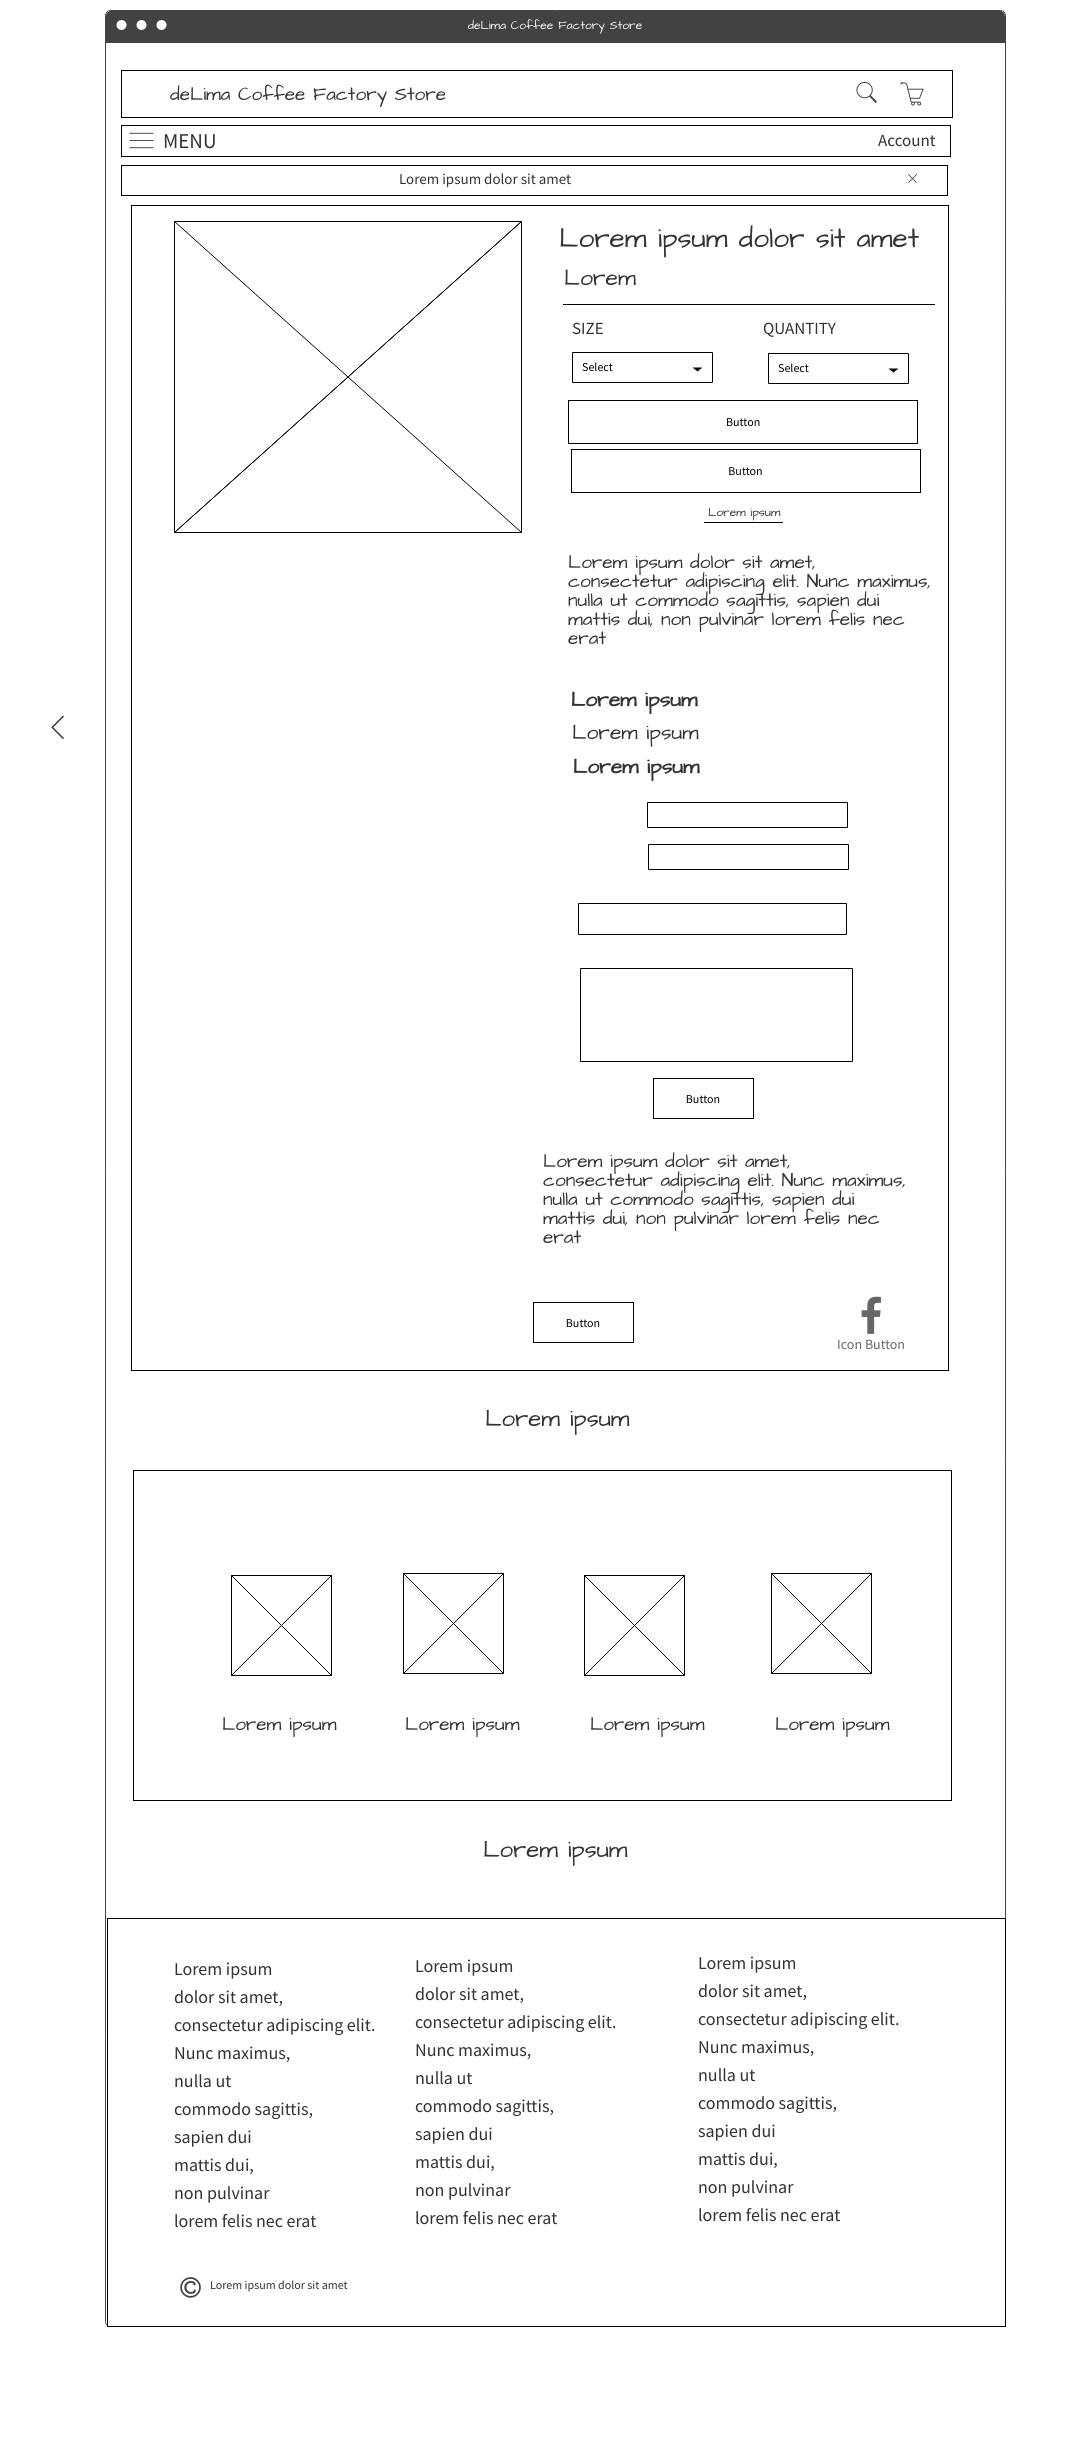 deLima Coffee Factory Store
deLima Coffee Factory Store
MENU
Account
Lorem ipsum dolor sit amet
Lorem ipsum dolor sit amet
Lorem
SIZE
QUANTITY
Select
Select
Button
Button
Lorem ipsum
Lorem ipsum dolor sit amet,
consectetur adipiscing elit. Nunc maximus,
nulla ut commodo sagittis, sapien dui
mattis dui, non pulvinar lorem felis nec
erat
Lorem ipsum
Lorem ipsum
Lorem ipsum
Button
Lorem ipsum dolor sit amet,
consectetur adipiscing elit. Nunc maximus,
nulla ut commodo sagittis, sapien dui
mattis dui, non pulvinar lorem felis nec
erat
Button
Icon Button
Lorem ipsum
Lorem ipsum
Lorem ipsum
Lorem ipsum
Lorem ipsum
Lorem ipsum
Lorem ipsum
dolor sit amet,
consectetur adipiscing elit.
Nunc maximus,
nulla ut
commodo sagittis,
sapien dui
mattis dui,
non pulvinar
lorem felis nec erat
Lorem ipsum
dolor sit amet,
consectetur adipiscing elit.
Nunc maximus,
nulla ut
commodo sagittis,
sapien dui
mattis dui,
non pulvinar
lorem felis nec erat
Lorem ipsum
dolor sit amet,
consectetur adipiscing elit.
Nunc maximus,
nulla ut
commodo sagittis,
sapien dui
mattis dui,
non pulvinar
lorem felis nec erat
© Lorem ipsum dolor sit amet